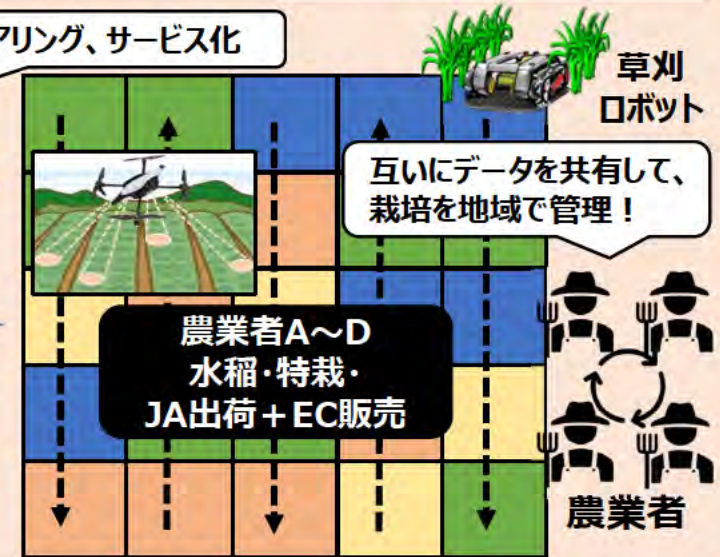 アリング、サービス化
草刈
ロボット
互いにデータを共有して、
栽培を地域で管理！
農業者A～D
水稲・特栽・
JA出荷＋EC販売
農業者